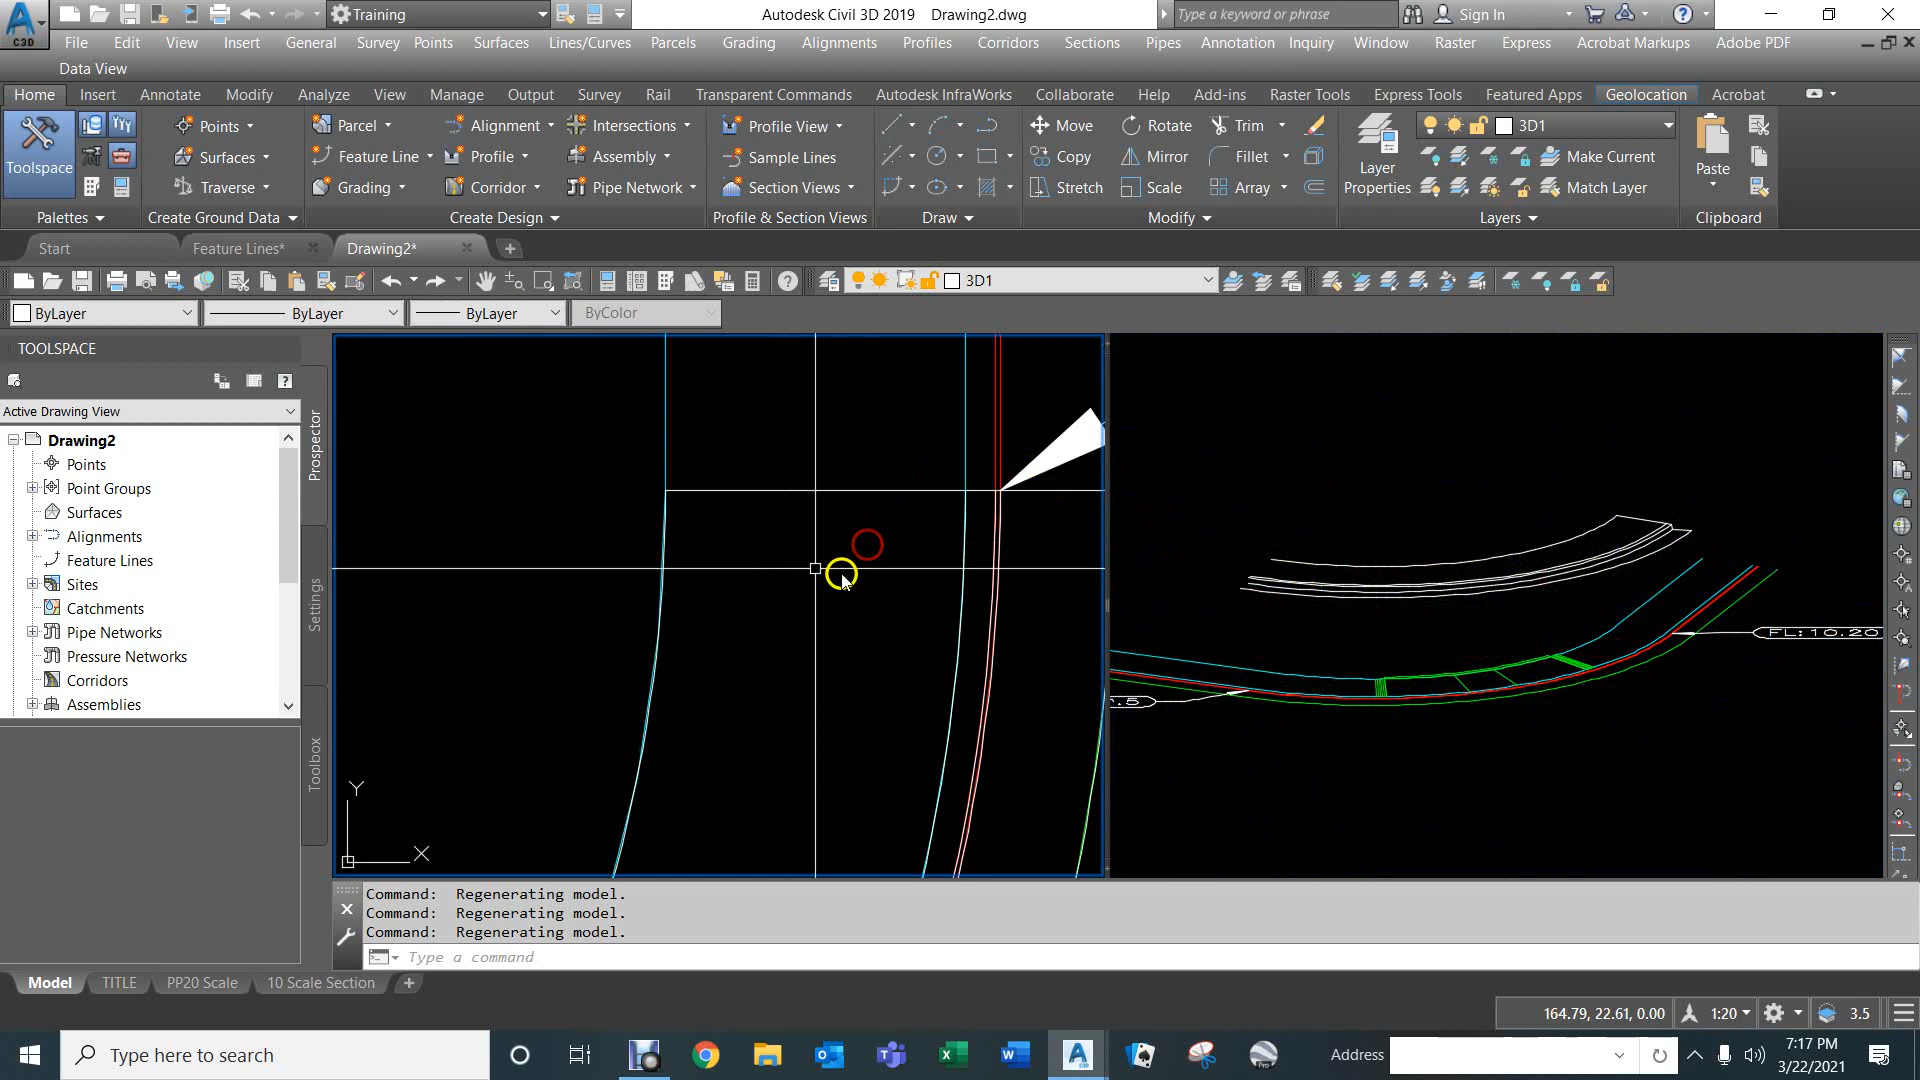 Training
Autodesk Civil 3D 2019 Drawing2.dwg
Type a keyword or phrase
Sign In
C3D
File Edit View Insert General Survey Points Surfaces Lines/Curves Parcels Grading Alignments Profiles Corridors Sections Pipes Annotation Inquiry Window Raster Express Acrobat Markups Adobe PDF
Data View
Home Insert Annotate Modify Analyze View Manage Output Survey Rail Transparent Commands Autodesk InfraWorks Collaborate Help Add-ins Raster Tools Express Tools Featured Apps Geolocation Acrobat
Points Parcel Alignment Intersections Profile View Move Rotate Trim 3D1
Toolspace Surfaces Feature Line Profile Assembly Sample Lines Copy Mirror Fillet Layer Properties Make Current Paste
Traverse Grading Corridor Pipe Network Section Views Stretch Scale Array Match Layer
Palettes Create Ground Data Create Design Profile & Section Views Draw Modify Layers Clipboard
Start Feature Lines* Drawing2*
3D1
ByLayer ByLayer ByLayer ByColor
TOOLSPACE
Active Drawing View
Drawing2
Points
Point Groups
Surfaces
Alignments
Feature Lines
Sites
Catchments
Pipe Networks
Pressure Networks
Corridors
Assemblies
Prospector
Settings
Toolbox
Y
X
FL:10.20
.5
Command: Regenerating model.
Command: Regenerating model.
Command: Regenerating model.
Type a command
Model TITLE PP20 Scale 10 Scale Section
164.79, 22.61, 0.00 1:20 3.5
Type here to search
Address
7:17 PM
3/22/2021